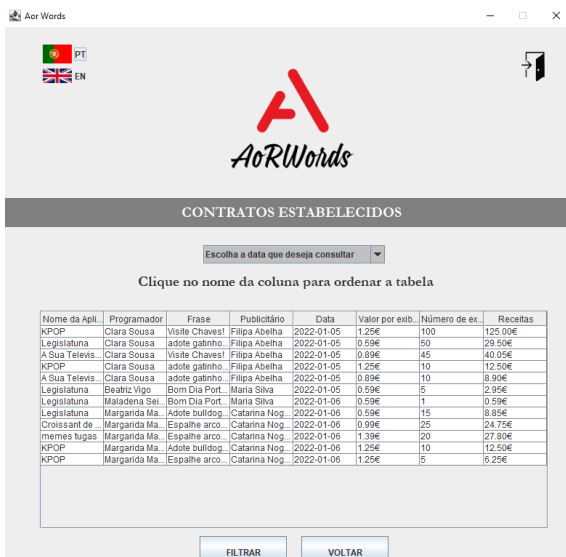 Aor Words
PT
EN
AoRWords
CONTRATOS ESTABELECIDOS
Escolha a data que deseja consultar
Clique no nome da coluna para ordenar a tabela
Nome da Apli... Programador Frase Publicitário Data Valor por exib... Número de ex... Receitas
KPOP Clara Sousa Visite Chaves! Filipa Abelha 2022-01-05 1.25€ 100 125.00€
Legislatuna Clara Sousa adote gatinho... Filipa Abelha 2022-01-05 0.59€ 50 29.50€
A Sua Televis... Clara Sousa adote gatinho... Filipa Abelha 2022-01-05 0.89€ 45 40.05€
KPOP Clara Sousa adote gatinho... Filipa Abelha 2022-01-05 1.25€ 10 12.50€
A Sua Televis... Clara Sousa adote gatinho... Filipa Abelha 2022-01-05 0.89€ 10 8.90€
Legislatuna Beatriz Vigo Bom Dia Port... Maria Silva 2022-01-06 0.59€ 5 2.95€
Legislatuna Maladena Sei... Bom Dia Port... Maria Silva 2022-01-06 0.59€ 1 0.59€
Legislatuna Margarida Ma... Adote bulldog... Catarina Nog... 2022-01-06 0.59€ 15 8.85€
Croissant de ... Margarida Ma... Espalhe arco... Catarina Nog... 2022-01-06 0.99€ 25 24.75€
memes tugas Margarida Ma... Espalhe arco... Catarina Nog... 2022-01-06 1.39€ 20 27.80€
KPOP Margarida Ma... Adote bulldog... Catarina Nog... 2022-01-06 1.25€ 10 12.50€
KPOP Margarida Ma... Espalhe arco... Catarina Nog... 2022-01-06 1.25€ 5 6.25€
FILTRAR VOLTAR